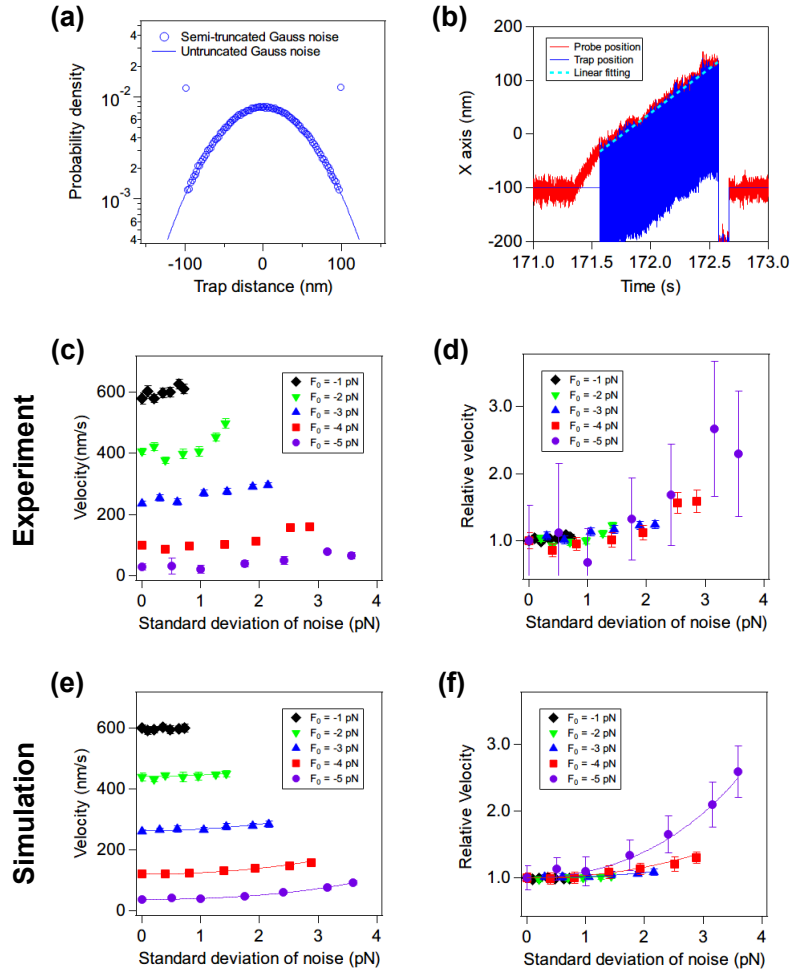 (a)
Semi-truncated Gauss noise
Untruncated Gauss noise
Probability density
10-2
8
6
4
2
10-3
8
6
4
-100
0
100
Trap distance (nm)
(b)
Probe position
Trap position
Linear fitting
X axis (nm)
200
100
0
-100
-200
171.0
171.5
172.0
172.5
173.0
Time (s)
Experiment
(c)
F0 = -1 pN
F0 = -2 pN
F0 = -3 pN
F0 = -4 pN
F0 = -5 pN
Velocity(nm/s)
600
400
200
0
0
1
2
3
4
Standard deviation of noise (pN)
(d)
F0 = -1 pN
F0 = -2 pN
F0 = -3 pN
F0 = -4 pN
F0 = -5 pN
Relative velocity
3.0
2.0
1.0
0
1
2
3
4
Standard deviation of noise (pN)
Simulation
(e)
F0 = -1 pN
F0 = -2 pN
F0 = -3 pN
F0 = -4 pN
F0 = -5 pN
Velocity (nm/s)
600
400
200
0
0
1
2
3
4
Standard deviation of noise (pN)
(f)
F0 = -1 pN
F0 = -2 pN
F0 = -3 pN
F0 = -4 pN
F0 = -5 pN
Relative Velocity
3.0
2.0
1.0
0
1
2
3
4
Standard deviation of noise (pN)